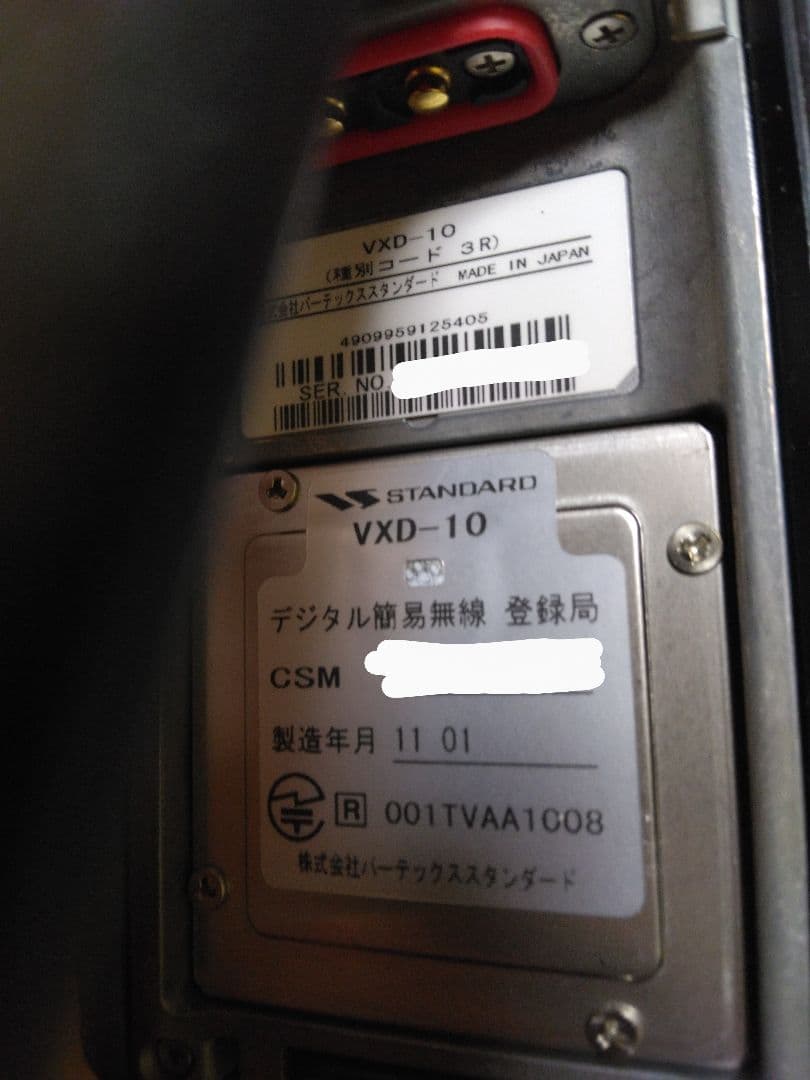 VXD-10
(種別コード 3R)
式会社バーテックススタンダード MADE IN JAPAN
4909959125405
SER. NO.
STANDARD
VXD-10
デジタル簡易無線 登録局
CSM
製造年月 11 01
R 001TVAA1008
株式会社バーテックススタンダード